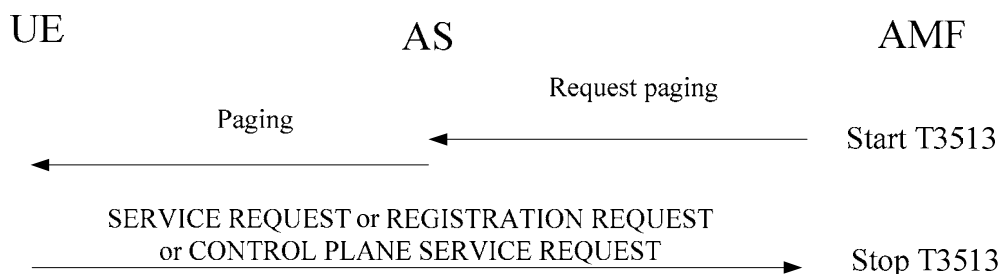 UE AS AMF
Request paging
Paging
Start T3513
SERVICE REQUEST or REGISTRATION REQUEST
or CONTROL PLANE SERVICE REQUEST
Stop T3513